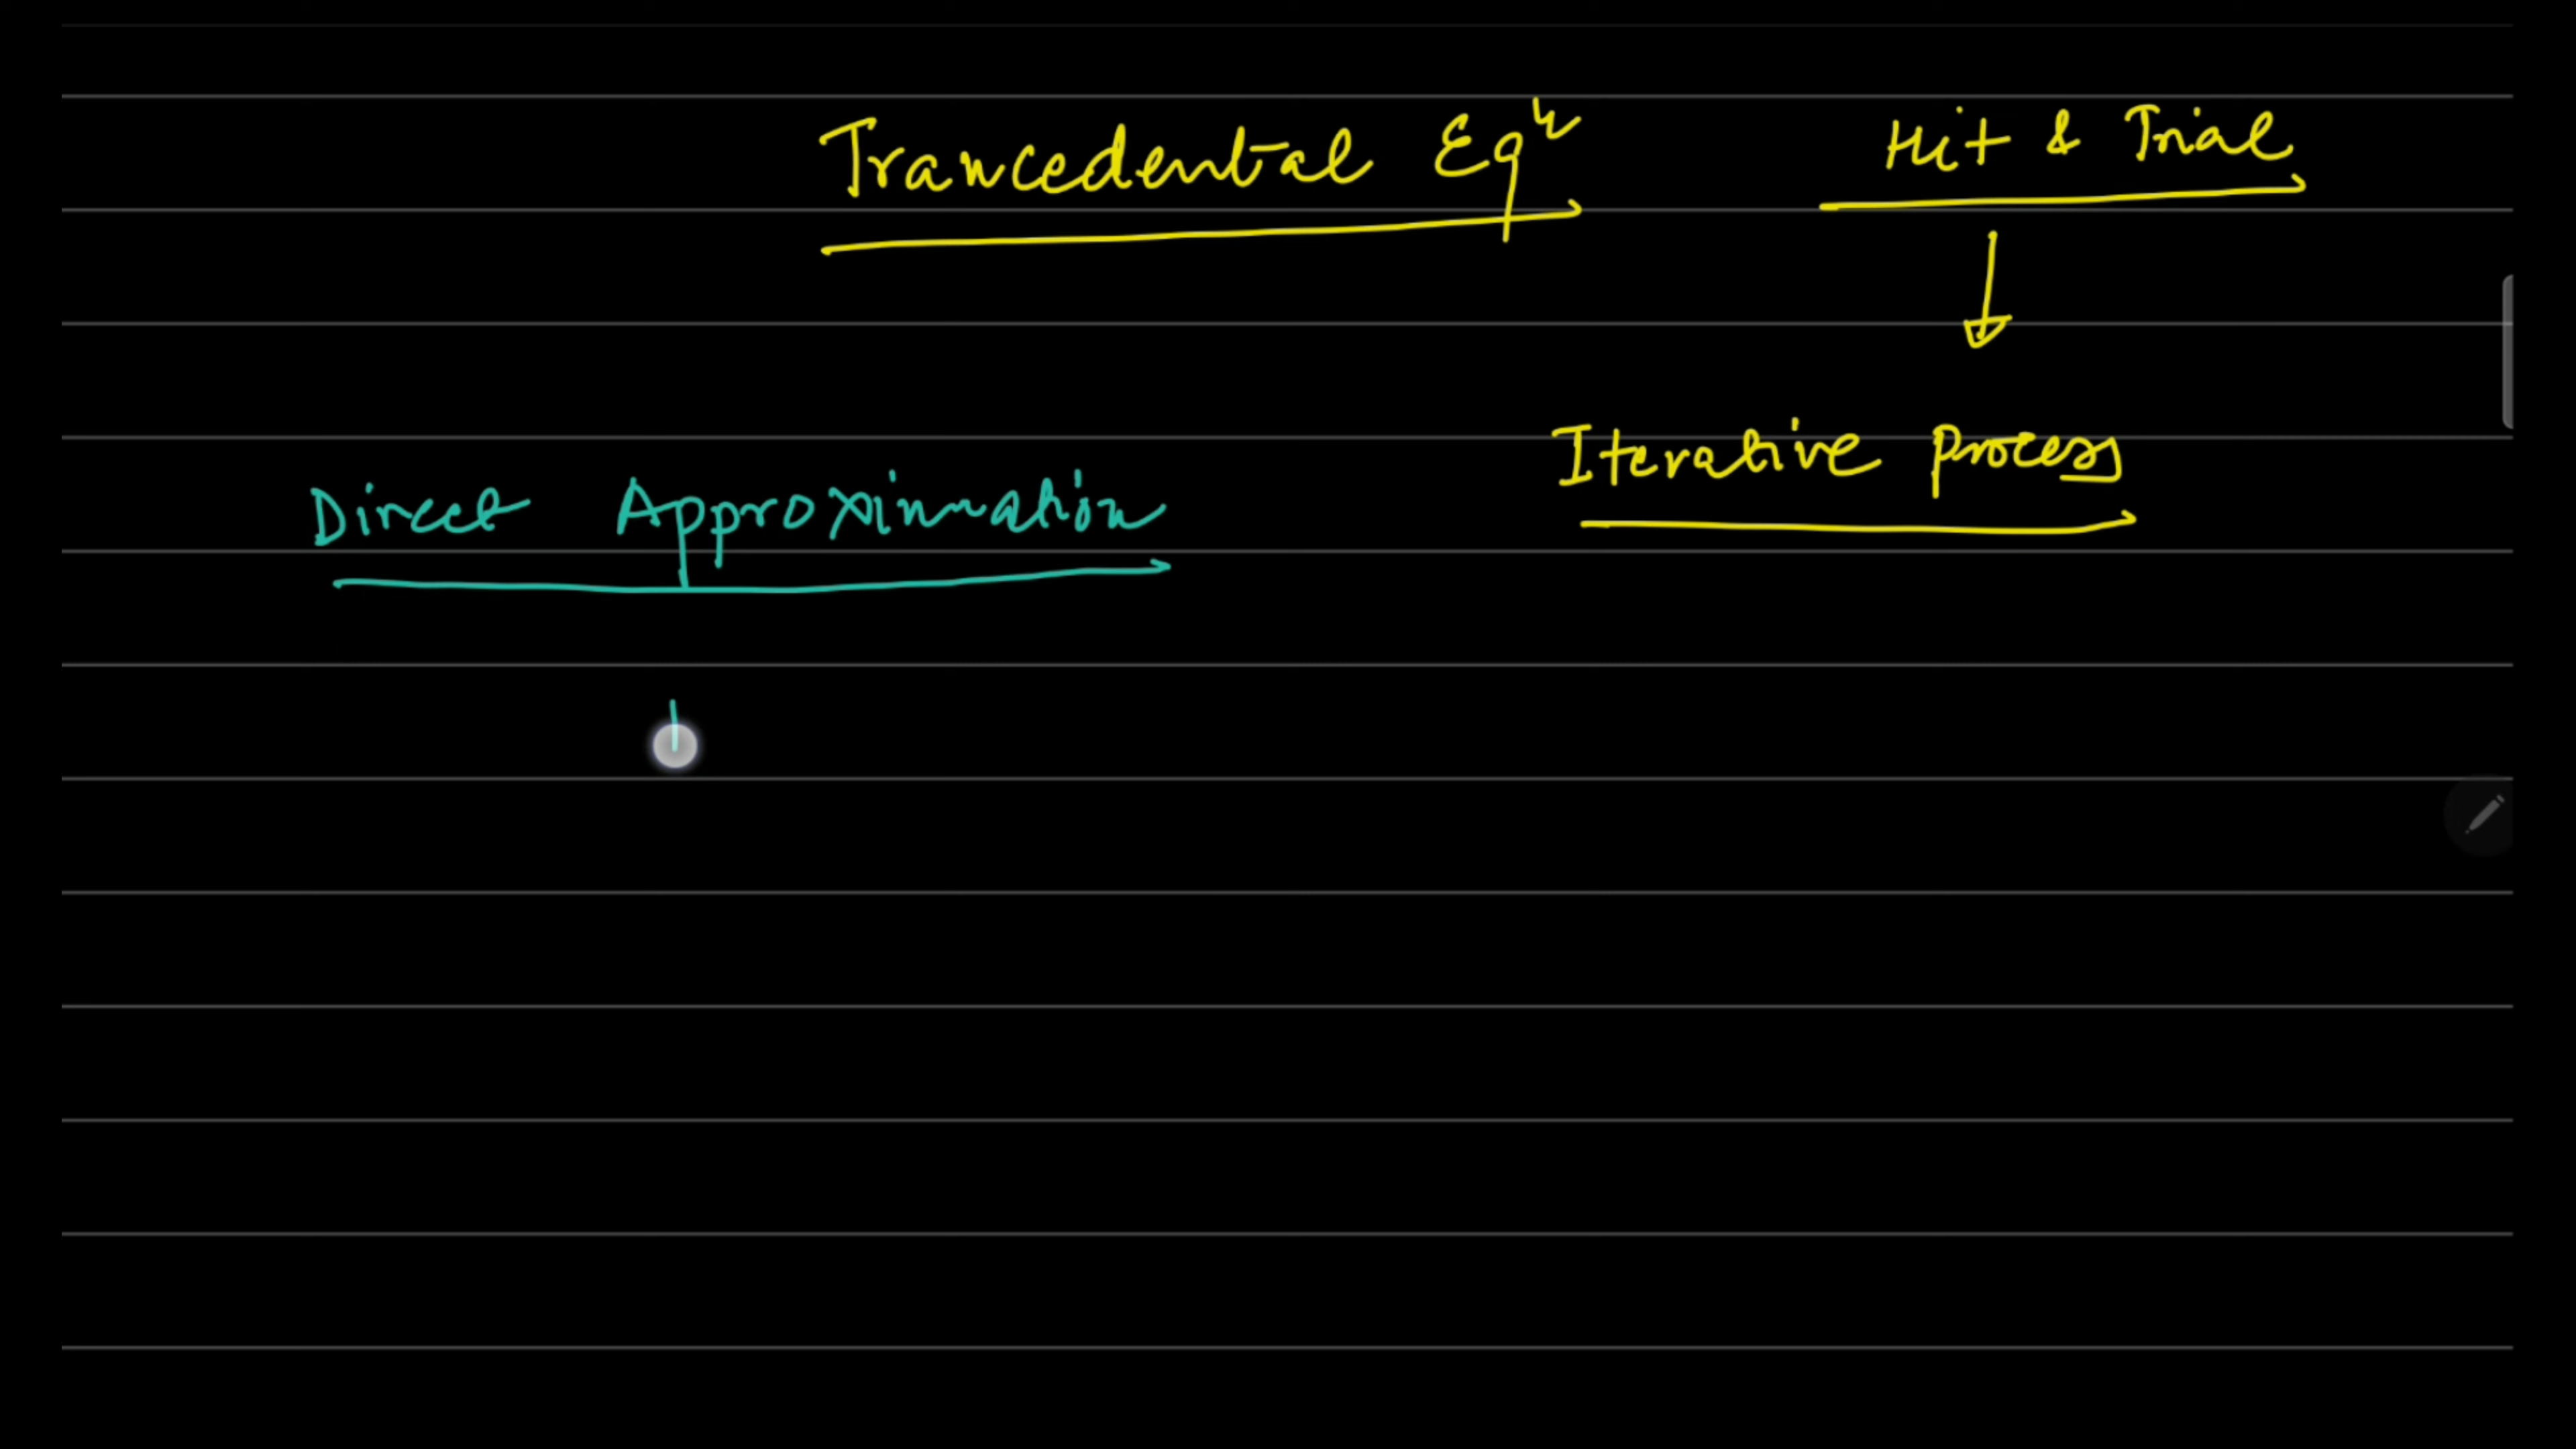 Trancedental Eqⁿ
Hit & Trial
Iterative process
Direct Approximation